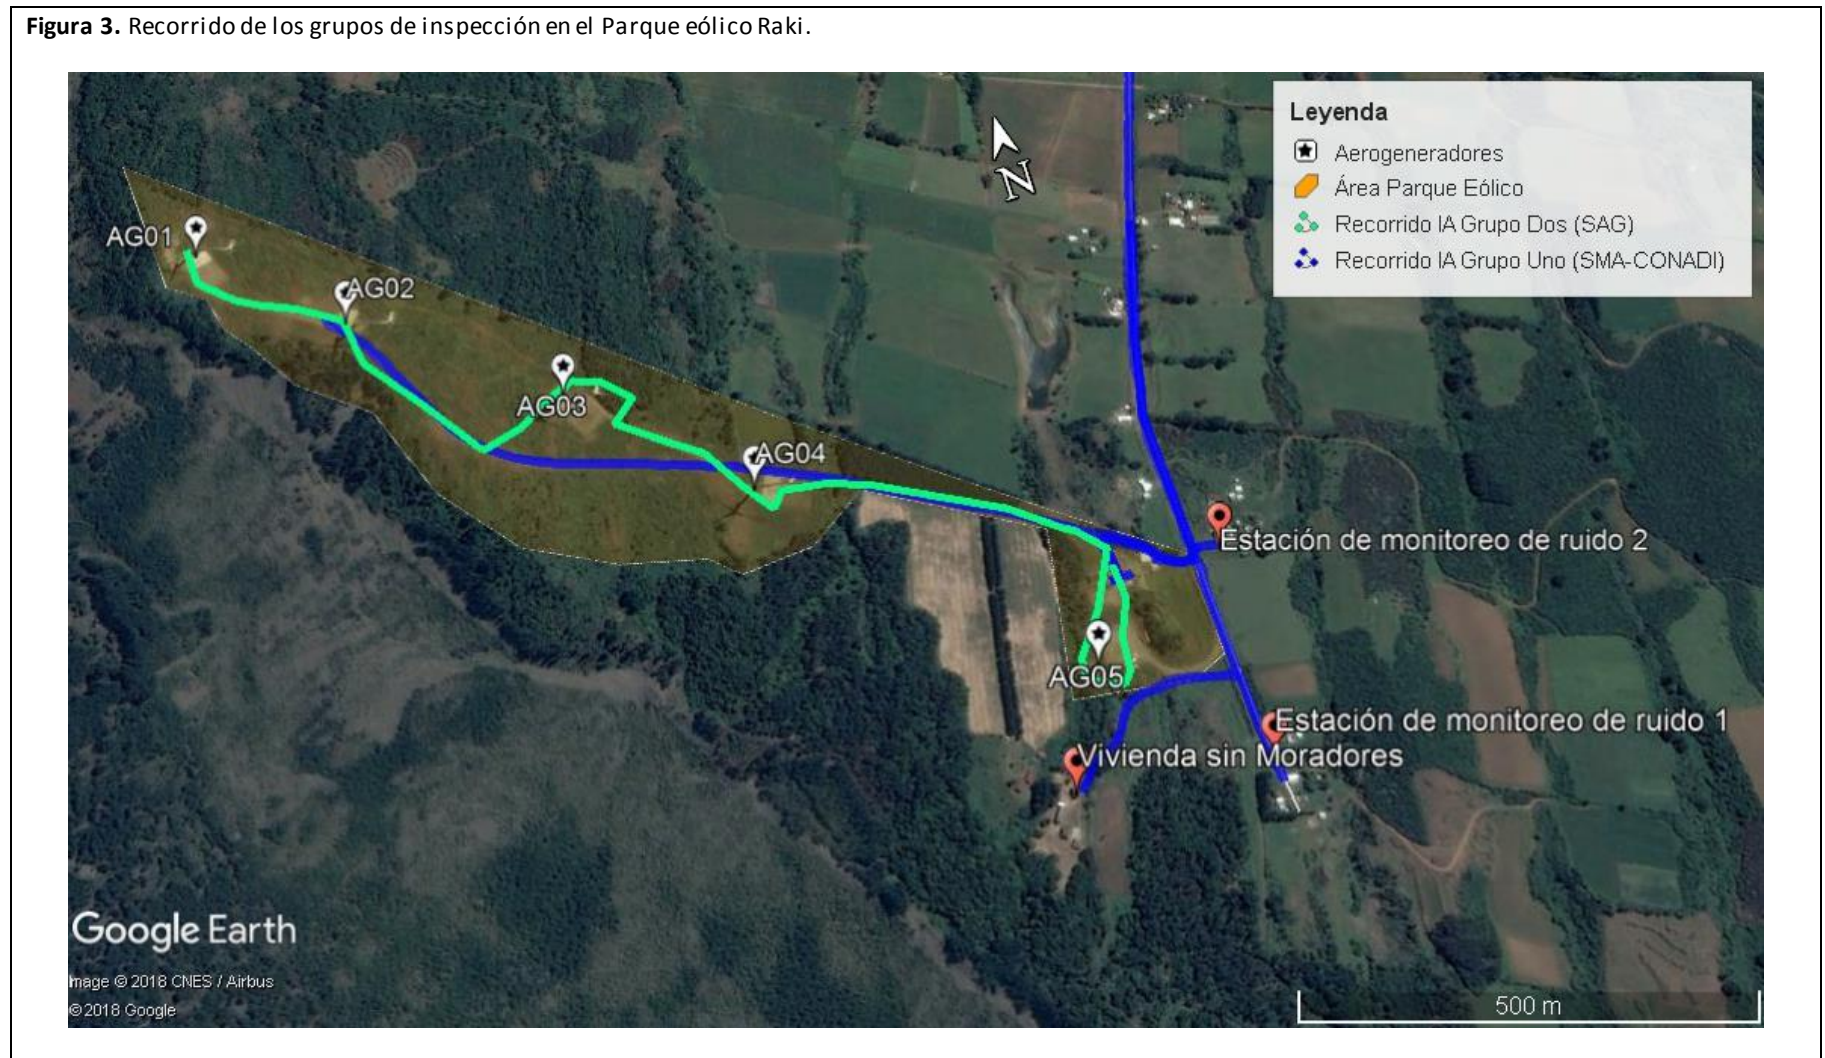 Figura 3. Recorrido de los grupos de inspección en el Parque eólico Raki.
N
Leyenda
Aerogeneradores
Área Parque Eólico
Recorrido IA Grupo Dos (SAG)
Recorrido IA Grupo Uno (SMA-CONADI)
AG01
AG02
AG03
AG04
Estación de monitoreo de ruido 2
AG05
Estación de monitoreo de ruido 1
Vivienda sin Moradores
Google Earth
Image © 2018 CNES / Airbus
© 2018 Google
500 m